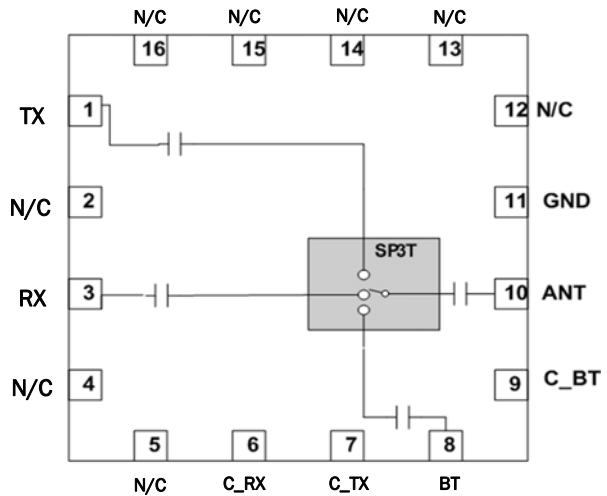 N/C N/C N/C N/C
16 15 14 13
TX 1 12 N/C
N/C 2 11 GND
SP3T
RX 3 10 ANT
N/C 4 9 C_BT
5 6 7 8
N/C C_RX C_TX BT